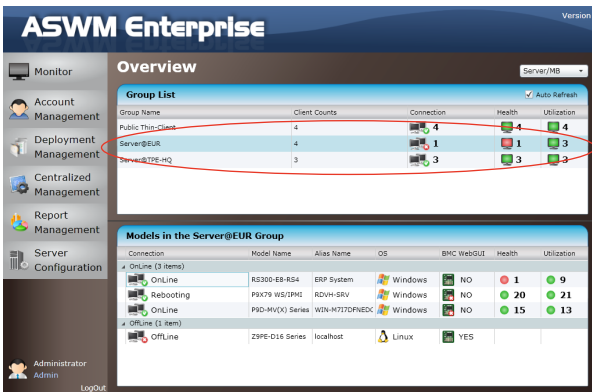 ASWM Enterprise
Version
Overview
Server/MB
Monitor
Account
Management
Deployment
Management
Centralized
Management
Report
Management
Server
Configuration
Administrator
Admin
LogOut
Group List
Auto Refresh
Group Name Client Counts Connection Health Utilization
Public Thin-Client 4 4 4 4
Server@EUR 4 1 1 3
Server@TPE-HQ 3 3 3 3
Models in the Server@EUR Group
Connection Model Name Alias Name OS BMC WebGUI Health Utilization
OnLine (3 items)
OnLine RS300-E8-RS4 ERP System Windows NO 1 9
Rebooting P9X79 WS/IPMI RDVH-SRV Windows NO 20 21
OnLine P9D-MV(X) Series WIN-M717DFNEDC Windows NO 15 13
OffLine (1 item)
OffLine Z9PE-D16 Series localhost Linux YES